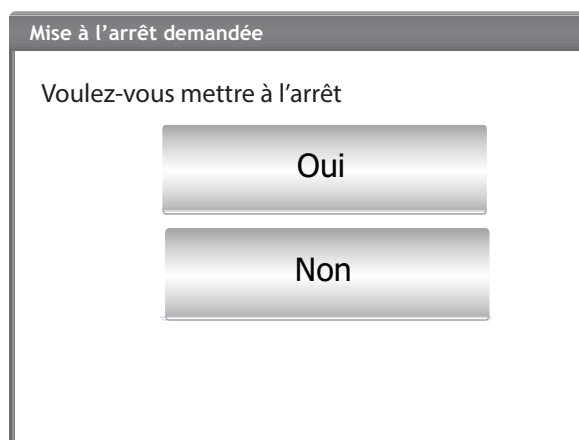 Mise à l’arrêt demandée
Voulez-vous mettre à l’arrêt
Oui
Non